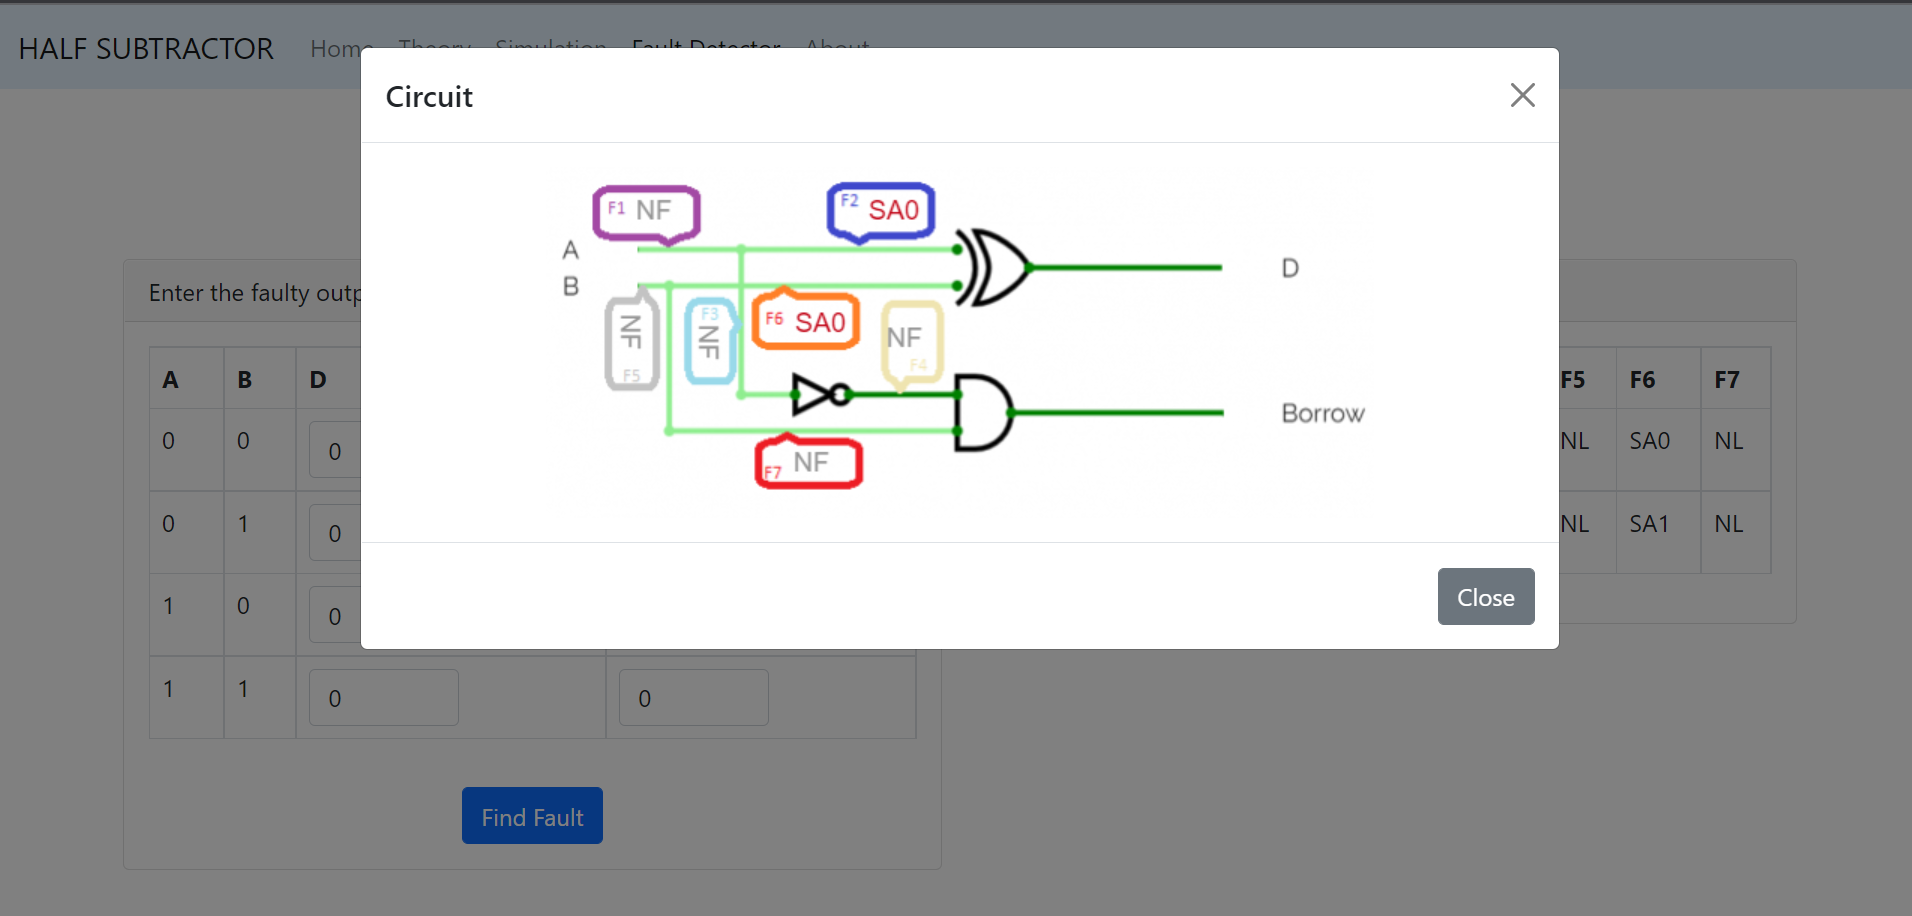 HALF SUBTRACTOR Home Theory Simulation Fault Detector About
Circuit
F1 NF
F2 SA0
A
B
D
NF F5
F3 NF
F6 SA0
NF F4
Borrow
F7 NF
Close
Enter the faulty outp
A B D
0 0 0
0 1 0
1 0 0
1 1 0 0
Find Fault
F5 F6 F7
NL SA0 NL
NL SA1 NL